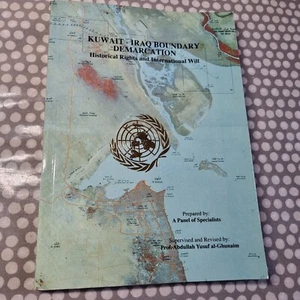 KUWAIT - IRAQ BOUNDARY
DEMARCATION
Historical Rights and International Will
Prepared by:
A Panel of Specialists
Supervised and Revised by:
Prof. Abdullah Yusuf al-Ghunaim